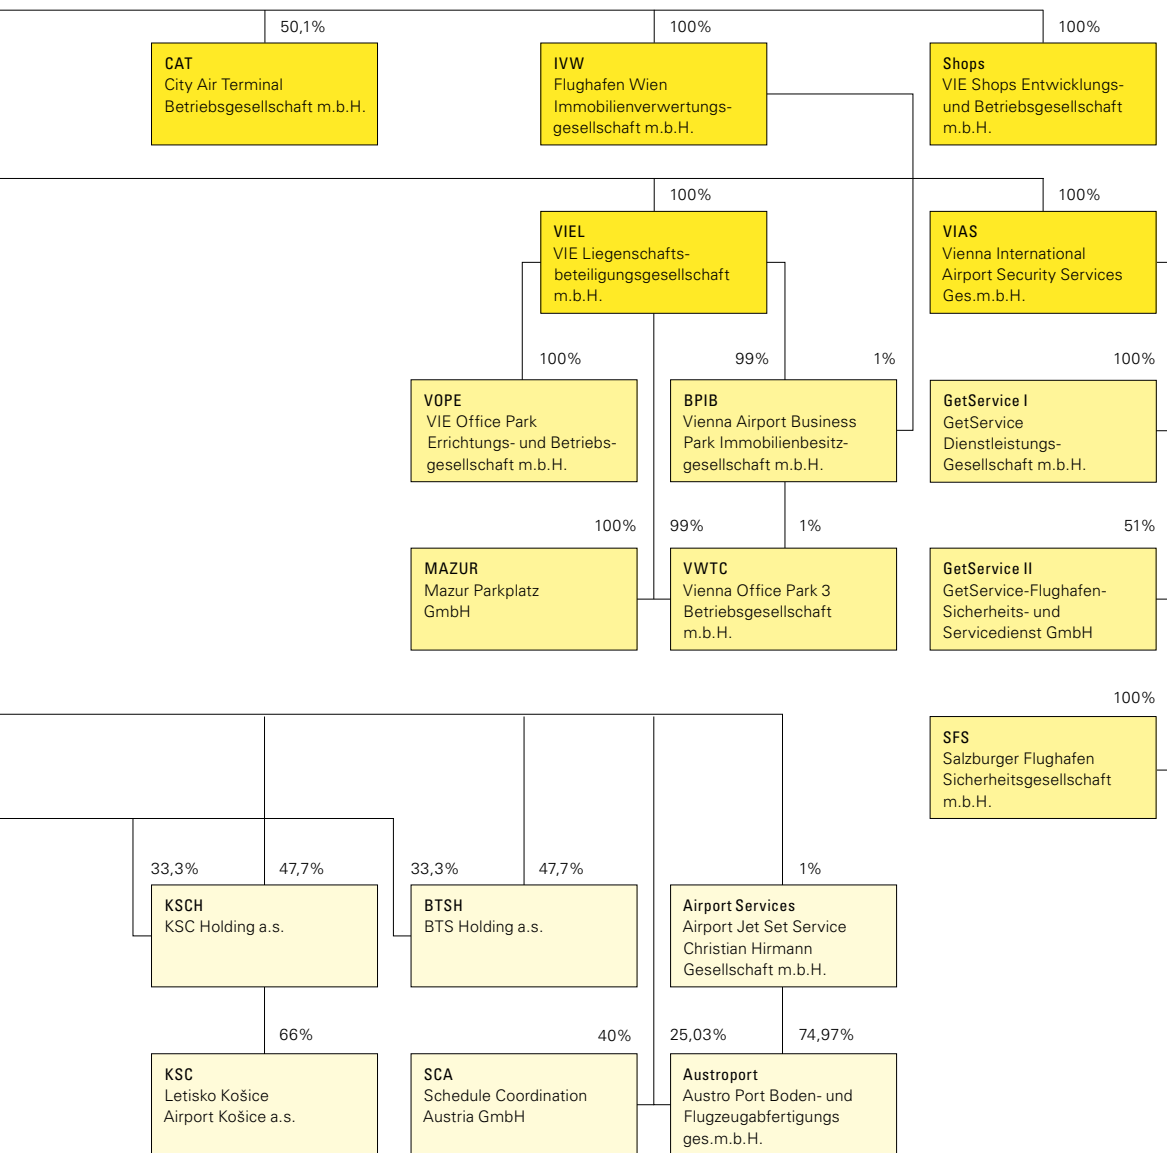 50,1%
100%
100%
CAT
City Air Terminal
Betriebsgesellschaft m.b.H.
IVW
Flughafen Wien
Immobilienverwertungs-
gesellschaft m.b.H.
Shops
VIE Shops Entwicklungs-
und Betriebsgesellschaft
m.b.H.
100%
100%
VIEL
VIE Liegenschafts-
beteiligungsgesellschaft
m.b.H.
VIAS
Vienna International
Airport Security Services
Ges.m.b.H.
100%
99%
1%
100%
VOPE
VIE Office Park
Errichtungs- und Betriebs-
gesellschaft m.b.H.
BPIB
Vienna Airport Business
Park Immobilienbesitz-
gesellschaft m.b.H.
GetService I
GetService
Dienstleistungs-
Gesellschaft m.b.H.
100%
99%
1%
51%
MAZUR
Mazur Parkplatz
GmbH
VWTC
Vienna Office Park 3
Betriebsgesellschaft
m.b.H.
GetService II
GetService-Flughafen-
Sicherheits- und
Servicedienst GmbH
100%
SFS
Salzburger Flughafen
Sicherheitsgesellschaft
m.b.H.
33,3%
47,7%
33,3%
47,7%
1%
KSCH
KSC Holding a.s.
BTSH
BTS Holding a.s.
Airport Services
Airport Jet Set Service
Christian Hirmann
Gesellschaft m.b.H.
66%
40%
25,03%
74,97%
KSC
Letisko Košice
Airport Košice a.s.
SCA
Schedule Coordination
Austria GmbH
Austroport
Austro Port Boden- und
Flugzeugabfertigungs
ges.m.b.H.